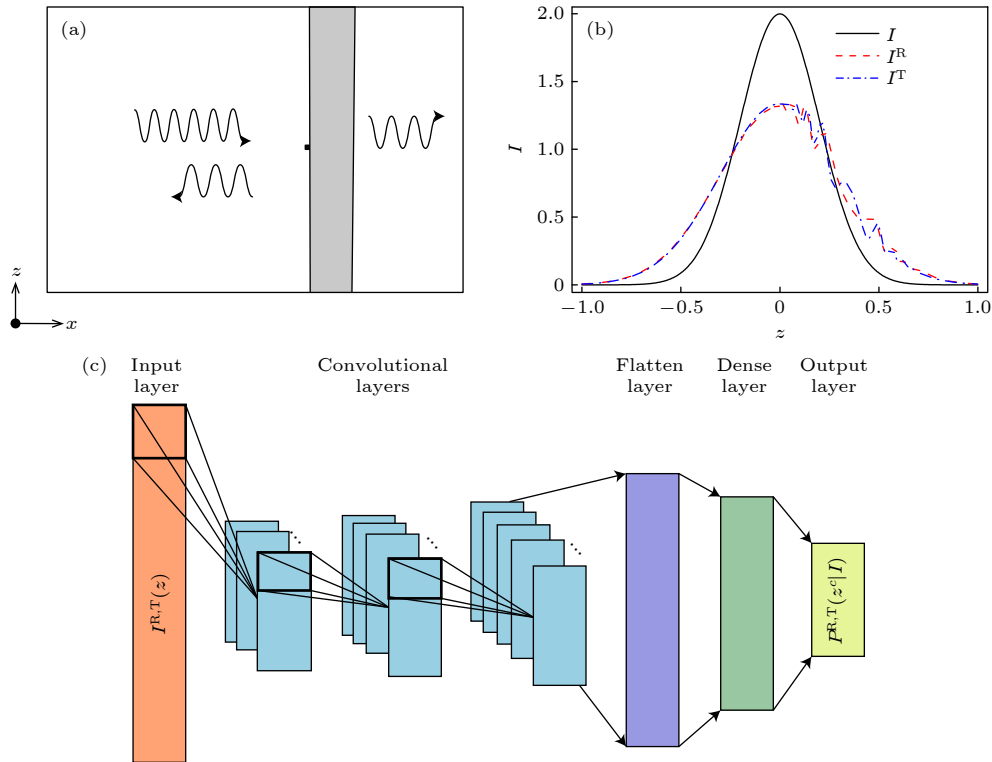 (a)
z
x
(b)
I
I^R
I^T
2.0
1.5
1.0
0.5
0
I
−1.0 −0.5 0 0.5 1.0
z
(c)
Input layer
Convolutional layers
Flatten layer
Dense layer
Output layer
I^{R,T}(z)
P^{R,T}(z^c|I)